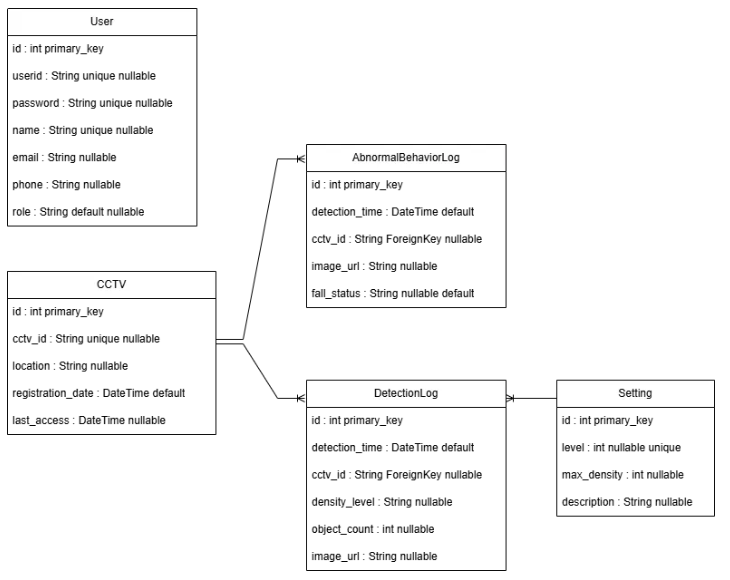 User
id : int primary_key
userid : String unique nullable
password : String unique nullable
name : String unique nullable
email : String nullable
phone : String nullable
role : String default nullable
CCTV
id : int primary_key
cctv_id : String unique nullable
location : String nullable
registration_date : DateTime default
last_access : DateTime nullable
AbnormalBehaviorLog
id : int primary_key
detection_time : DateTime default
cctv_id : String ForeignKey nullable
image_url : String nullable
fall_status : String nullable default
DetectionLog
id : int primary_key
detection_time : DateTime default
cctv_id : String ForeignKey nullable
density_level : String nullable
object_count : int nullable
image_url : String nullable
Setting
id : int primary_key
level : int nullable unique
max_density : int nullable
description : String nullable